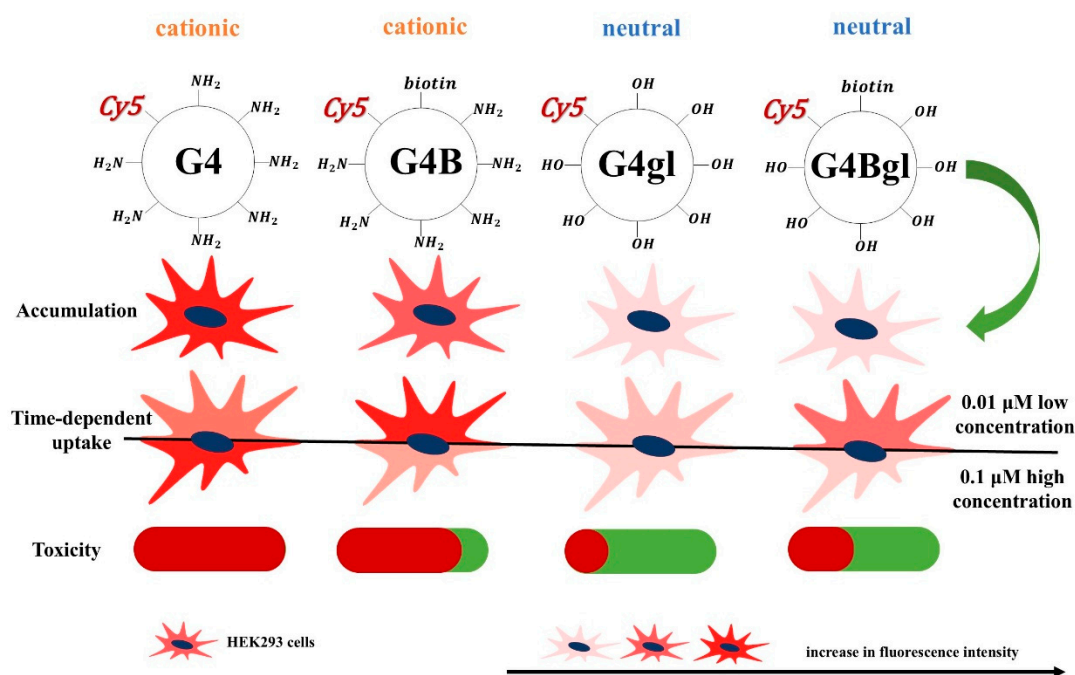 cationic cationic neutral neutral
NH₂ biotin OH biotin
Cy5 NH₂ Cy5 NH₂ Cy5 OH Cy5 OH
H₂N G4 NH₂ H₂N G4B NH₂ HO G4gl OH HO G4Bgl OH
H₂N NH₂ H₂N NH₂ HO OH HO OH
NH₂ NH₂ OH OH
Accumulation
Time-dependent
uptake
0.01 μM low
concentration
0.1 μM high
concentration
Toxicity
HEK293 cells
increase in fluorescence intensity